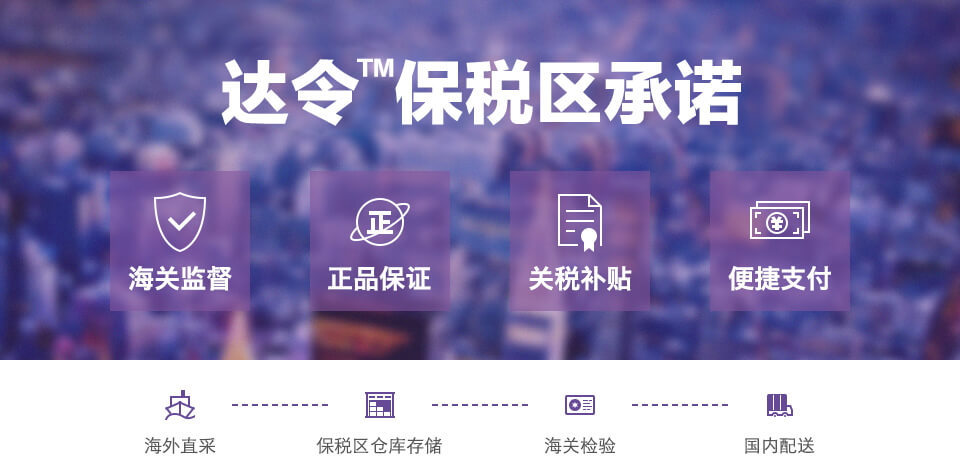 达令™保税区承诺
正
¥
海关监督
正品保证
关税补贴
便捷支付
海外直采
保税区仓库存储
海关检验
国内配送